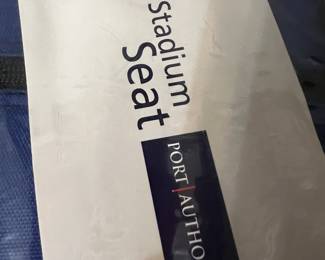 Stadium
Seat
PORT | AUTHO